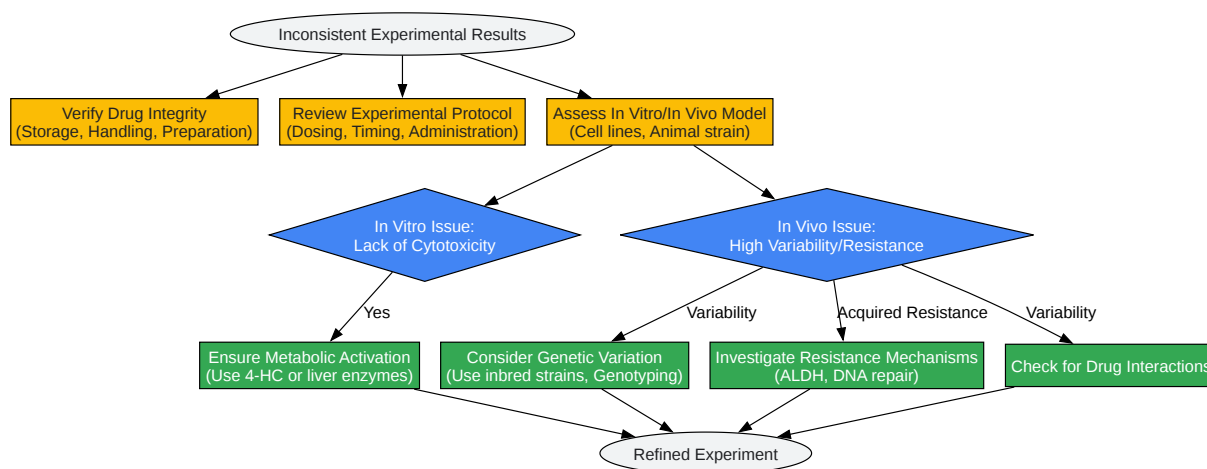 Inconsistent Experimental Results
Verify Drug Integrity
(Storage, Handling, Preparation)
Review Experimental Protocol
(Dosing, Timing, Administration)
Assess In Vitro/In Vivo Model
(Cell lines, Animal strain)
In Vitro Issue:
Lack of Cytotoxicity
In Vivo Issue:
High Variability/Resistance
Yes
Variability
Acquired Resistance
Variability
Ensure Metabolic Activation
(Use 4-HC or liver enzymes)
Consider Genetic Variation
(Use inbred strains, Genotyping)
Investigate Resistance Mechanisms
(ALDH, DNA repair)
Check for Drug Interactions
Refined Experiment